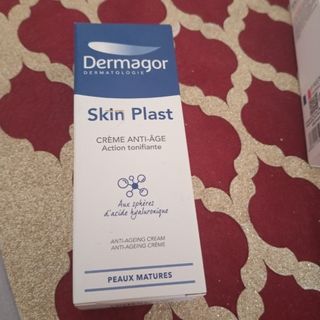 Dermagor
DERMATOLOGIE
Skin Plast
CRÈME ANTI-ÂGE
Action tonifiante
Aux sphères
d'acide hyaluronique
ANTI-AGEING CREAM
ANTI-AGEING CRÈME
PEAUX MATURES